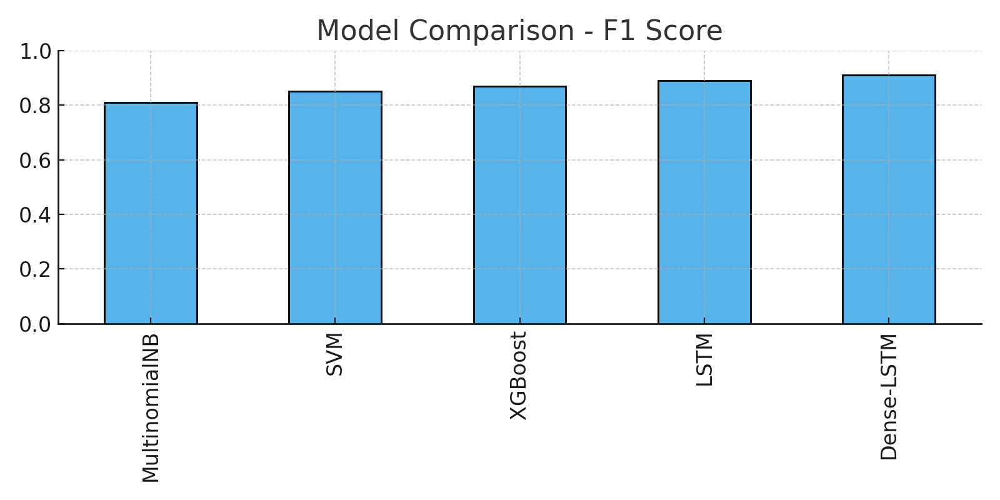 Model Comparison - F1 Score
1.0
0.8
0.6
0.4
0.2
0.0
MultinomialNB
SVM
XGBoost
LSTM
Dense-LSTM